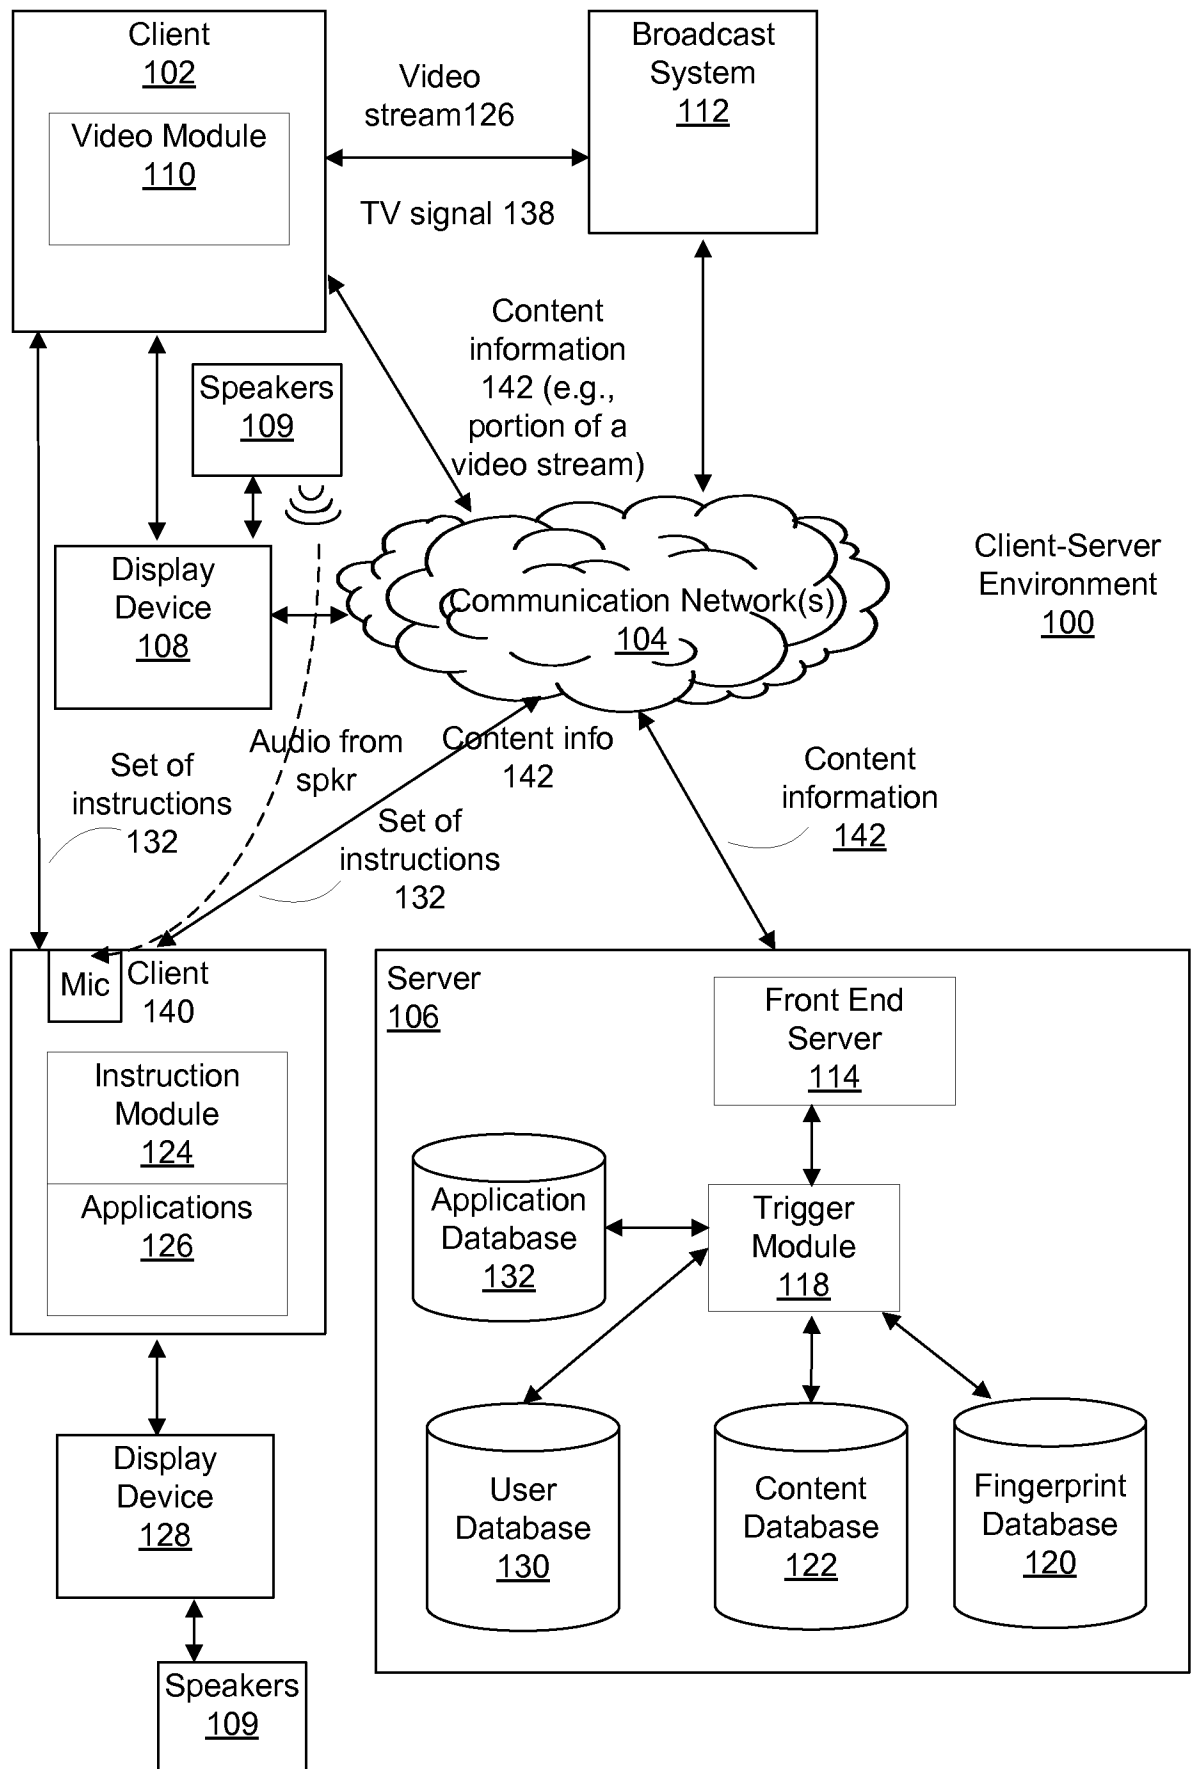 Client
102
Video Module
110
Video
stream126
TV signal 138
Broadcast
System
112
Content
information
142 (e.g.,
portion of a
video stream)
Speakers
109
Display
Device
108
Communication Network(s)
104
Client-Server
Environment
100
Set of
instructions
132
Audio from
spkr
Content info
142
Set of
instructions
132
Content
information
142
Mic
Client
140
Instruction
Module
124
Applications
126
Display
Device
128
Speakers
109
Server
106
Front End
Server
114
Application
Database
132
Trigger
Module
118
User
Database
130
Content
Database
122
Fingerprint
Database
120